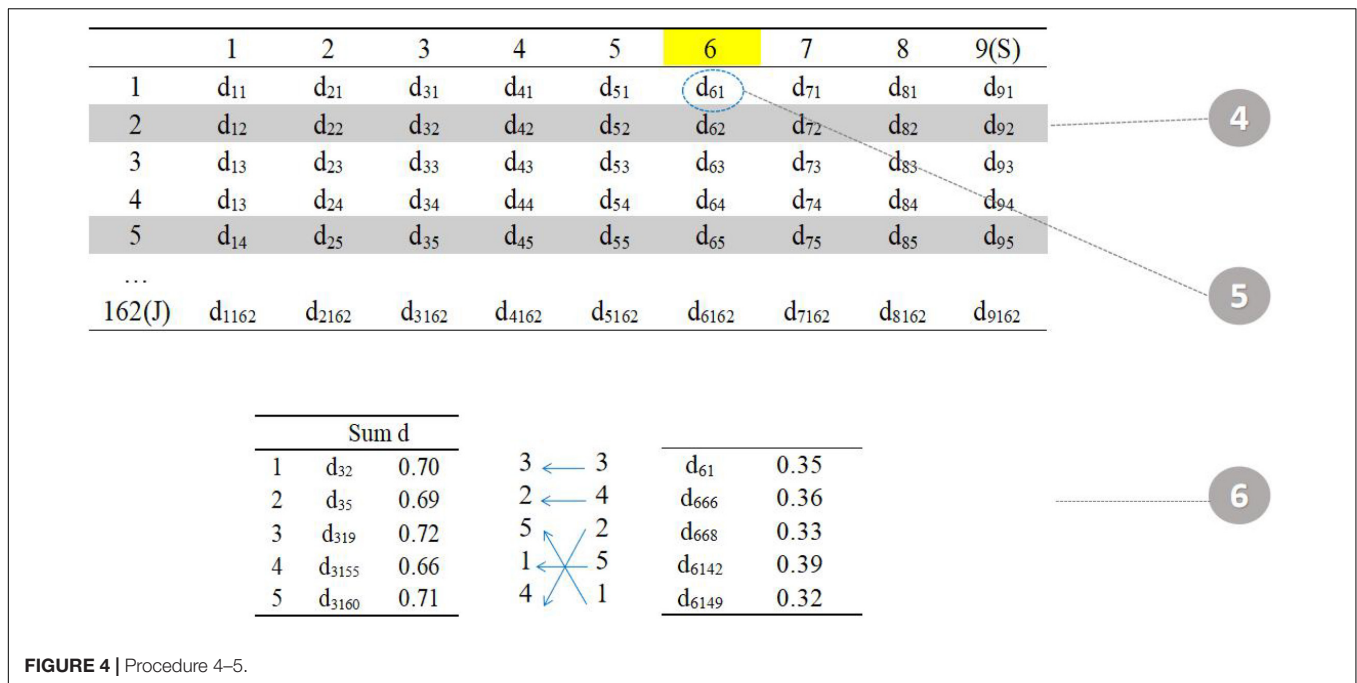 1 2 3 4 5 6 7 8 9(S)
1 d11 d21 d31 d41 d51 d61 d71 d81 d91
2 d12 d22 d32 d42 d52 d62 d72 d82 d92
4
3 d13 d23 d33 d43 d53 d63 d73 d83 d93
4 d13 d24 d34 d44 d54 d64 d74 d84 d94
5 d14 d25 d35 d45 d55 d65 d75 d85 d95
…
5
162(J) d1162 d2162 d3162 d4162 d5162 d6162 d7162 d8162 d9162
Sum d
1 d32 0.70 3 3 d61 0.35
2 d35 0.69 2 4 d666 0.36
6
3 d319 0.72 5 2 d668 0.33
4 d3155 0.66 1 5 d6142 0.39
5 d3160 0.71 4 1 d6149 0.32
FIGURE 4 | Procedure 4–5.